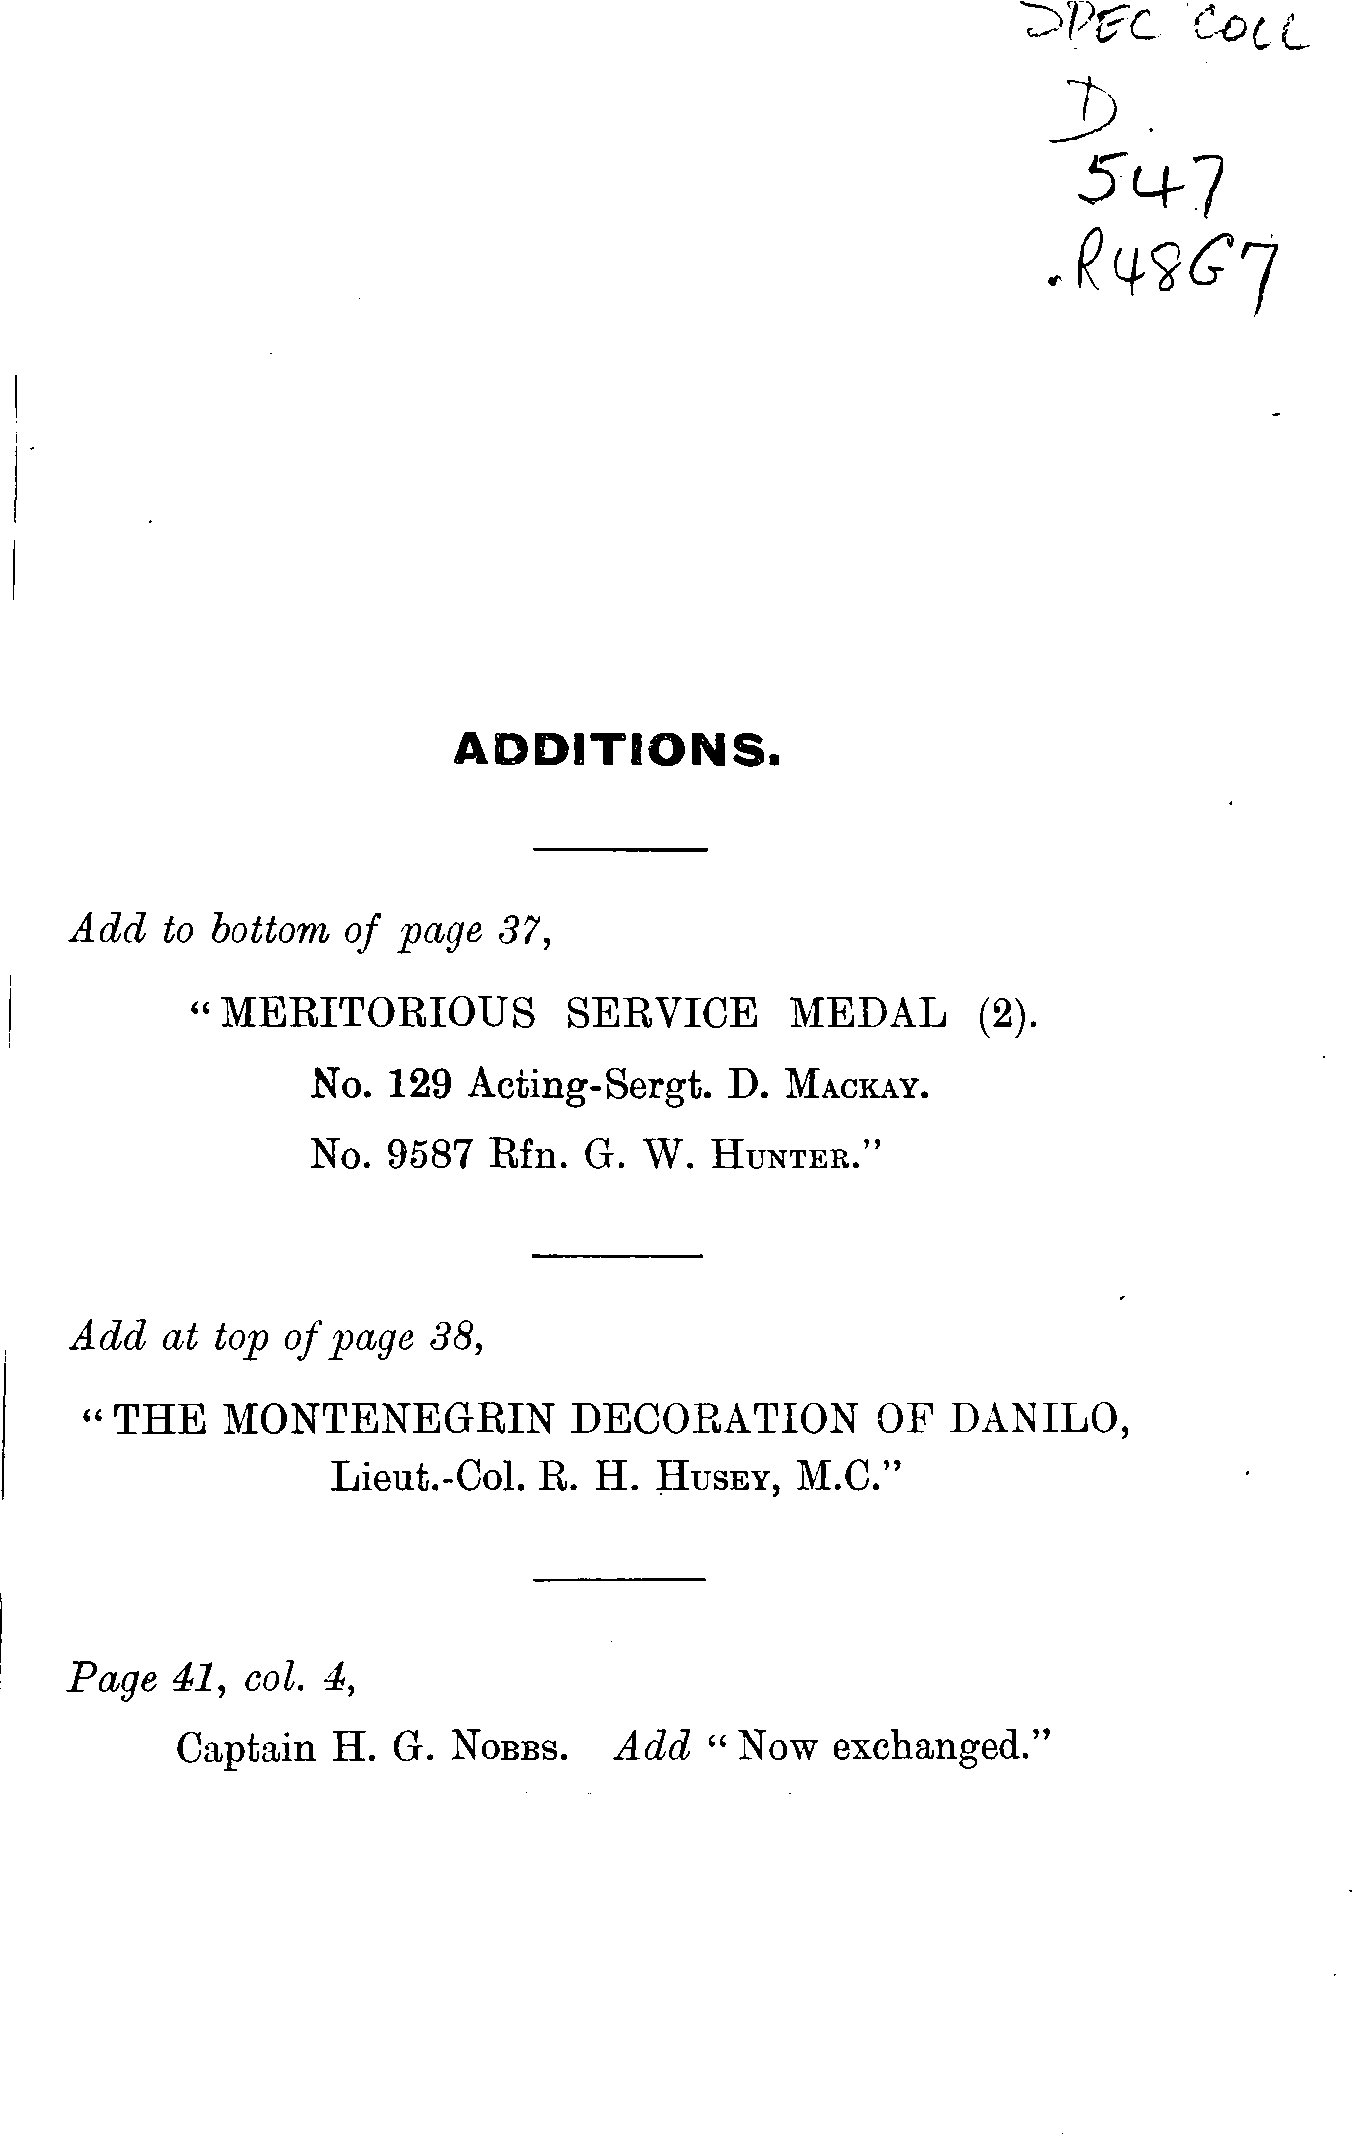 SPEC COLL
D
547
.R48G7
ADDITIONS.
Add to bottom of page 37,
“MERITORIOUS SERVICE MEDAL (2).
No. 129 Acting-Sergt. D. MACKAY.
No. 9587 Rfn. G. W. HUNTER.”
Add at top of page 38,
“THE MONTENEGRIN DECORATION OF DANILO,
Lieut.-Col. R. H. HUSEY, M.C.”
Page 41, col. 4,
Captain H. G. NOBBS. Add “Now exchanged.”